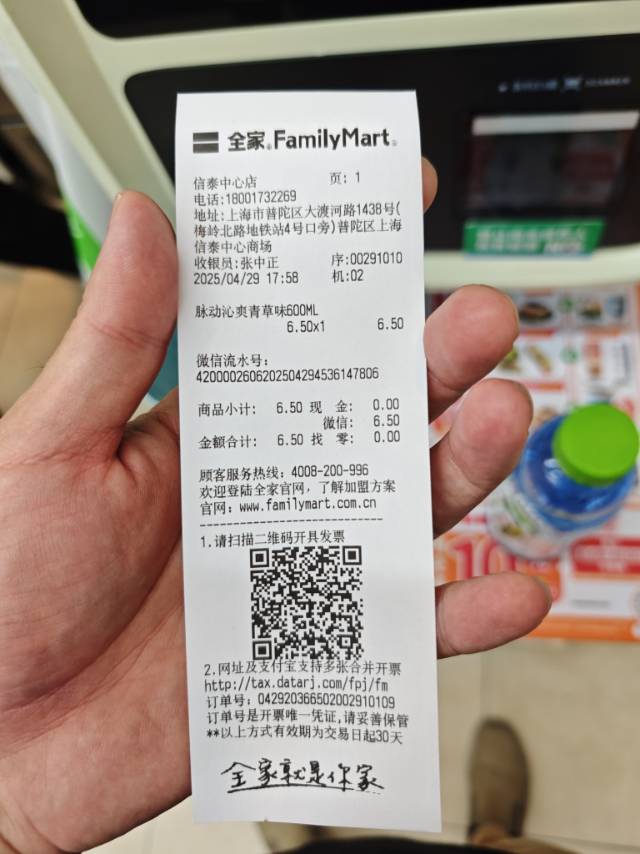 全家 FamilyMart
信泰中心店 页: 1
电话:18001732269
地址:上海市普陀区大渡河路1438号(
梅岭北路地铁站4号口旁)普陀区上海
信泰中心商场
收银员:张中正 序:00291010
2025/04/29 17:58 机:02
脉动沁爽青草味600ML
6.50x1 6.50
微信流水号:
4200002606202504294536147806
商品小计: 6.50 现 金: 0.00
微信: 6.50
金额合计: 6.50 找 零: 0.00
顾客服务热线: 4008-200-996
欢迎登陆全家官网,了解加盟方案
官网: www.familymart.com.cn
--------------------------
1.请扫描二维码开具发票
2.网址及支付宝支持多张合并开票
http://tax.datarj.com/fpj/fm
订单号: 042920366502002910109
订单号是开票唯一凭证,请妥善保管
**以上方式有效期为交易日起30天
全家就是你家
10